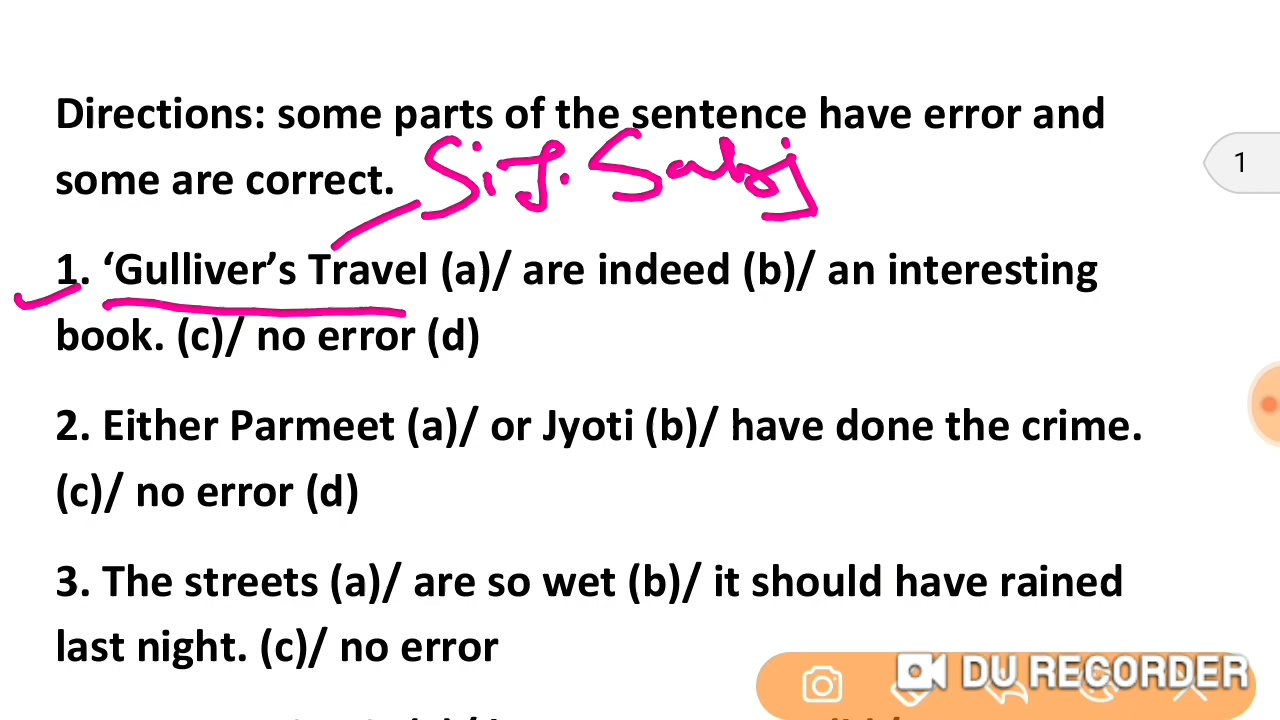 Directions: some parts of the sentence have error and
some are correct.
1
1. ‘Gulliver’s Travel (a)/ are indeed (b)/ an interesting
book. (c)/ no error (d)
2. Either Parmeet (a)/ or Jyoti (b)/ have done the crime.
(c)/ no error (d)
3. The streets (a)/ are so wet (b)/ it should have rained
last night. (c)/ no error
DU RECORDER